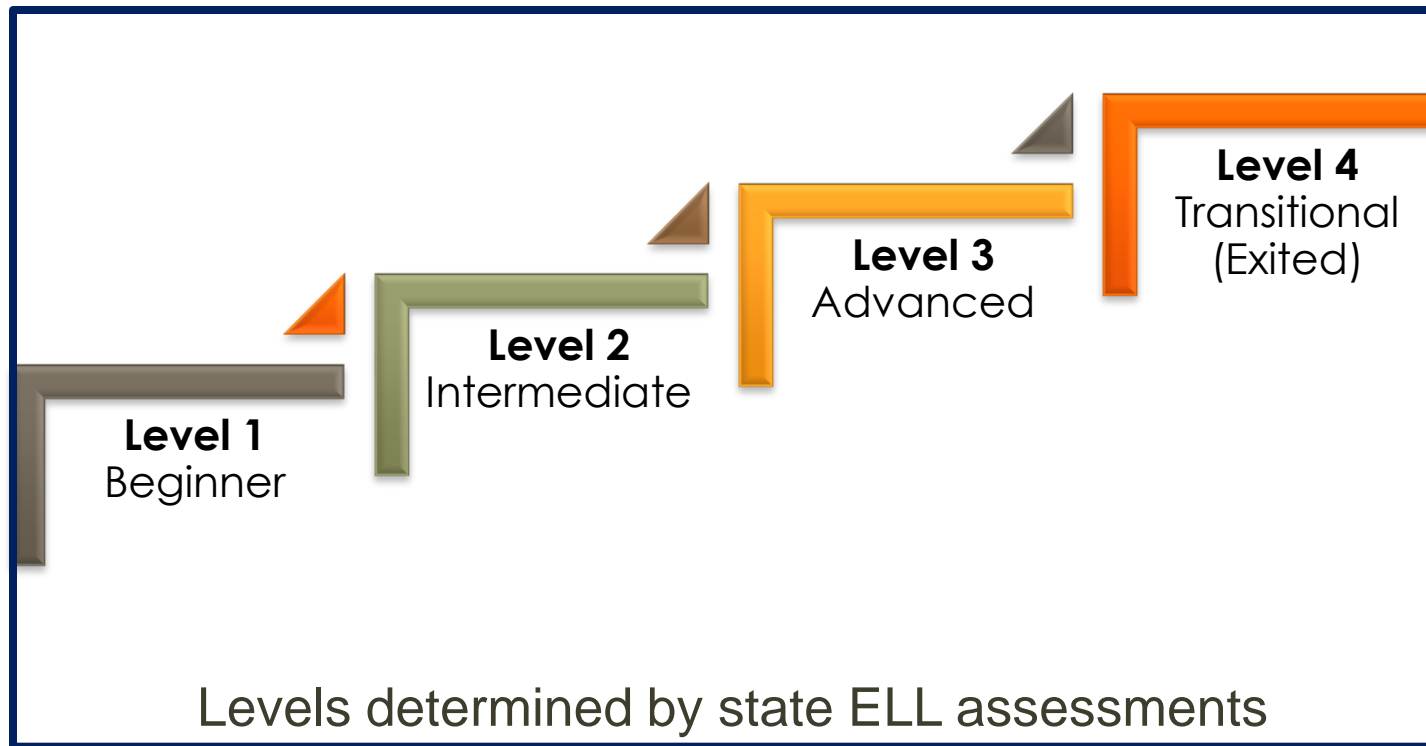 Level 1
Beginner
Level 2
Intermediate
Level 3
Advanced
Level 4
Transitional
(Exited)
Levels determined by state ELL assessments